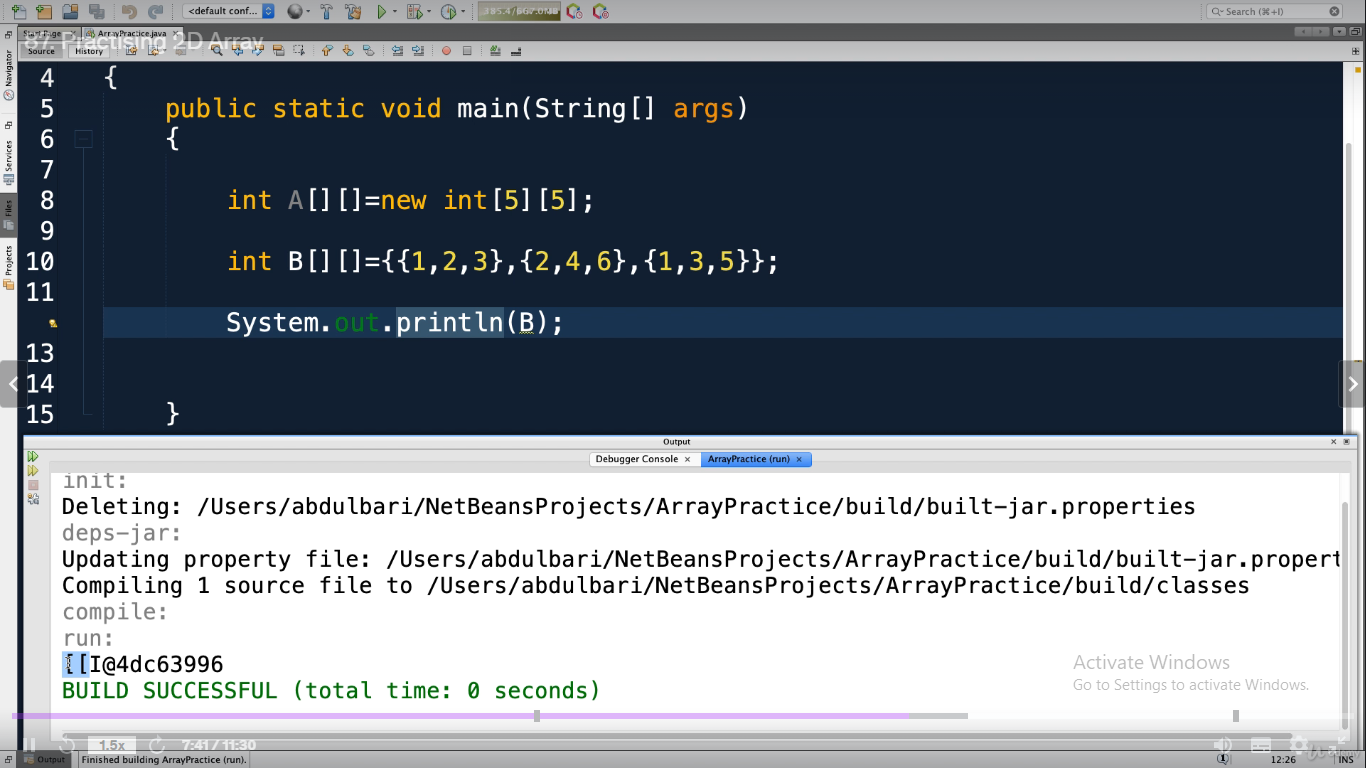 <default conf...
385.4/667.0MB
Search (⌘+I)
Start Page
ArrayPractice.java
87. Practising 2D Array
Source
History
Navigator
Services
Files
Projects
4 {
5 public static void main(String[] args)
6 {
7
8 int A[][]=new int[5][5];
9
10 int B[][]={{1,2,3},{2,4,6},{1,3,5}};
11
System.out.println(B);
13
14
15 }
Output
Debugger Console
ArrayPractice (run)
init:
Deleting: /Users/abdulbari/NetBeansProjects/ArrayPractice/build/built-jar.properties
deps-jar:
Updating property file: /Users/abdulbari/NetBeansProjects/ArrayPractice/build/built-jar.propert
Compiling 1 source file to /Users/abdulbari/NetBeansProjects/ArrayPractice/build/classes
compile:
run:
[[I@4dc63996
BUILD SUCCESSFUL (total time: 0 seconds)
Activate Windows
Go to Settings to activate Windows.
1.5x
7:41 / 11:30
Output
Finished building ArrayPractice (run).
1
12:26
INS